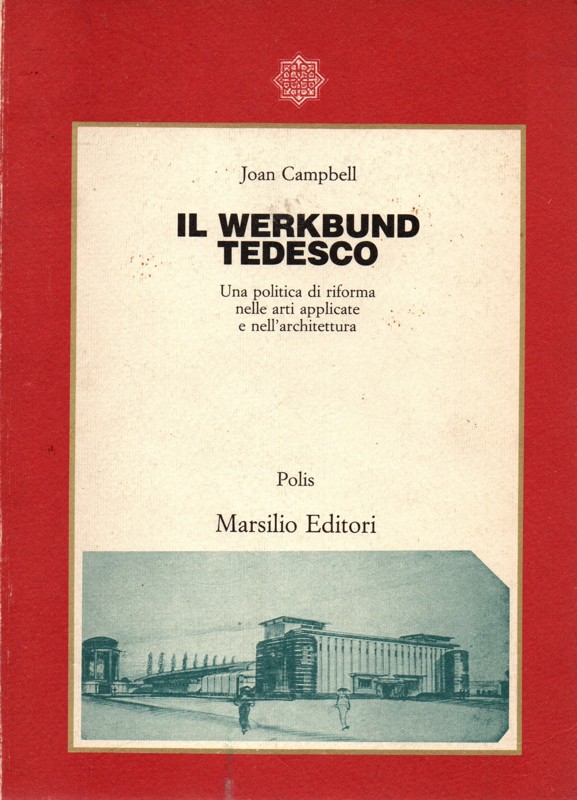 Joan Campbell
IL WERKBUND
TEDESCO
Una politica di riforma
nelle arti applicate
e nell'architettura
Polis
Marsilio Editori